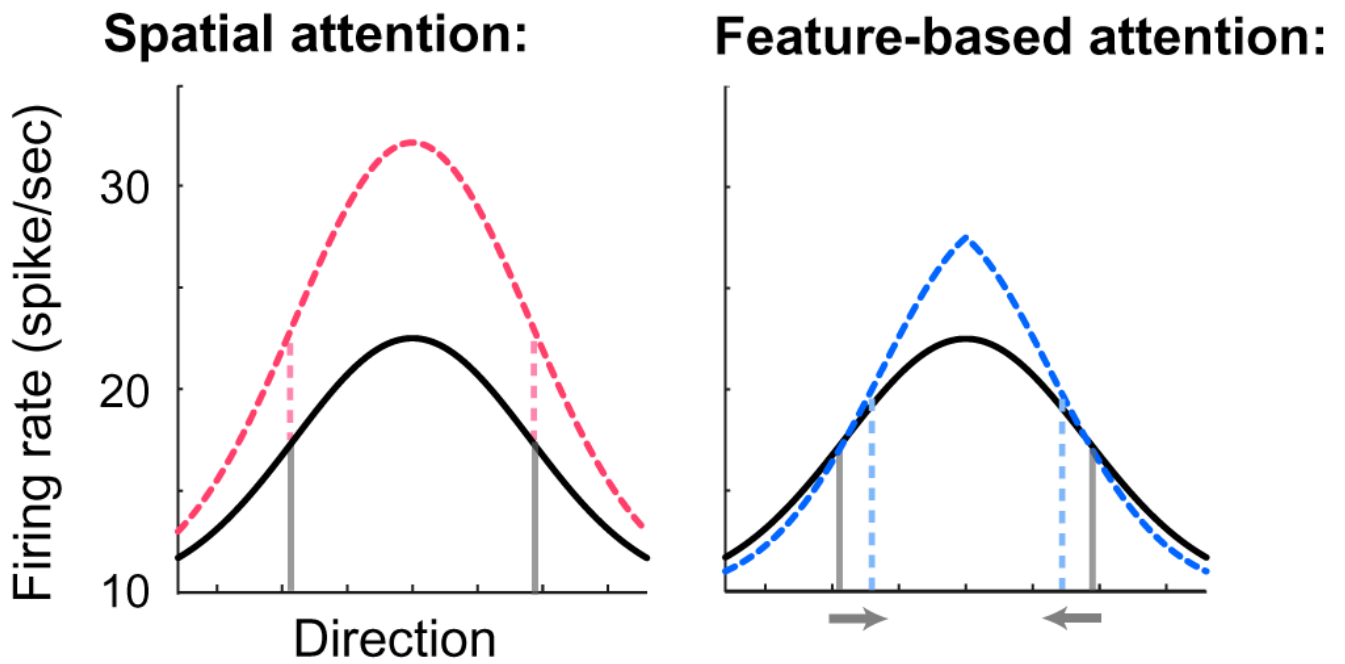 Spatial attention:
Feature-based attention:
Firing rate (spike/sec)
30
20
10
Direction